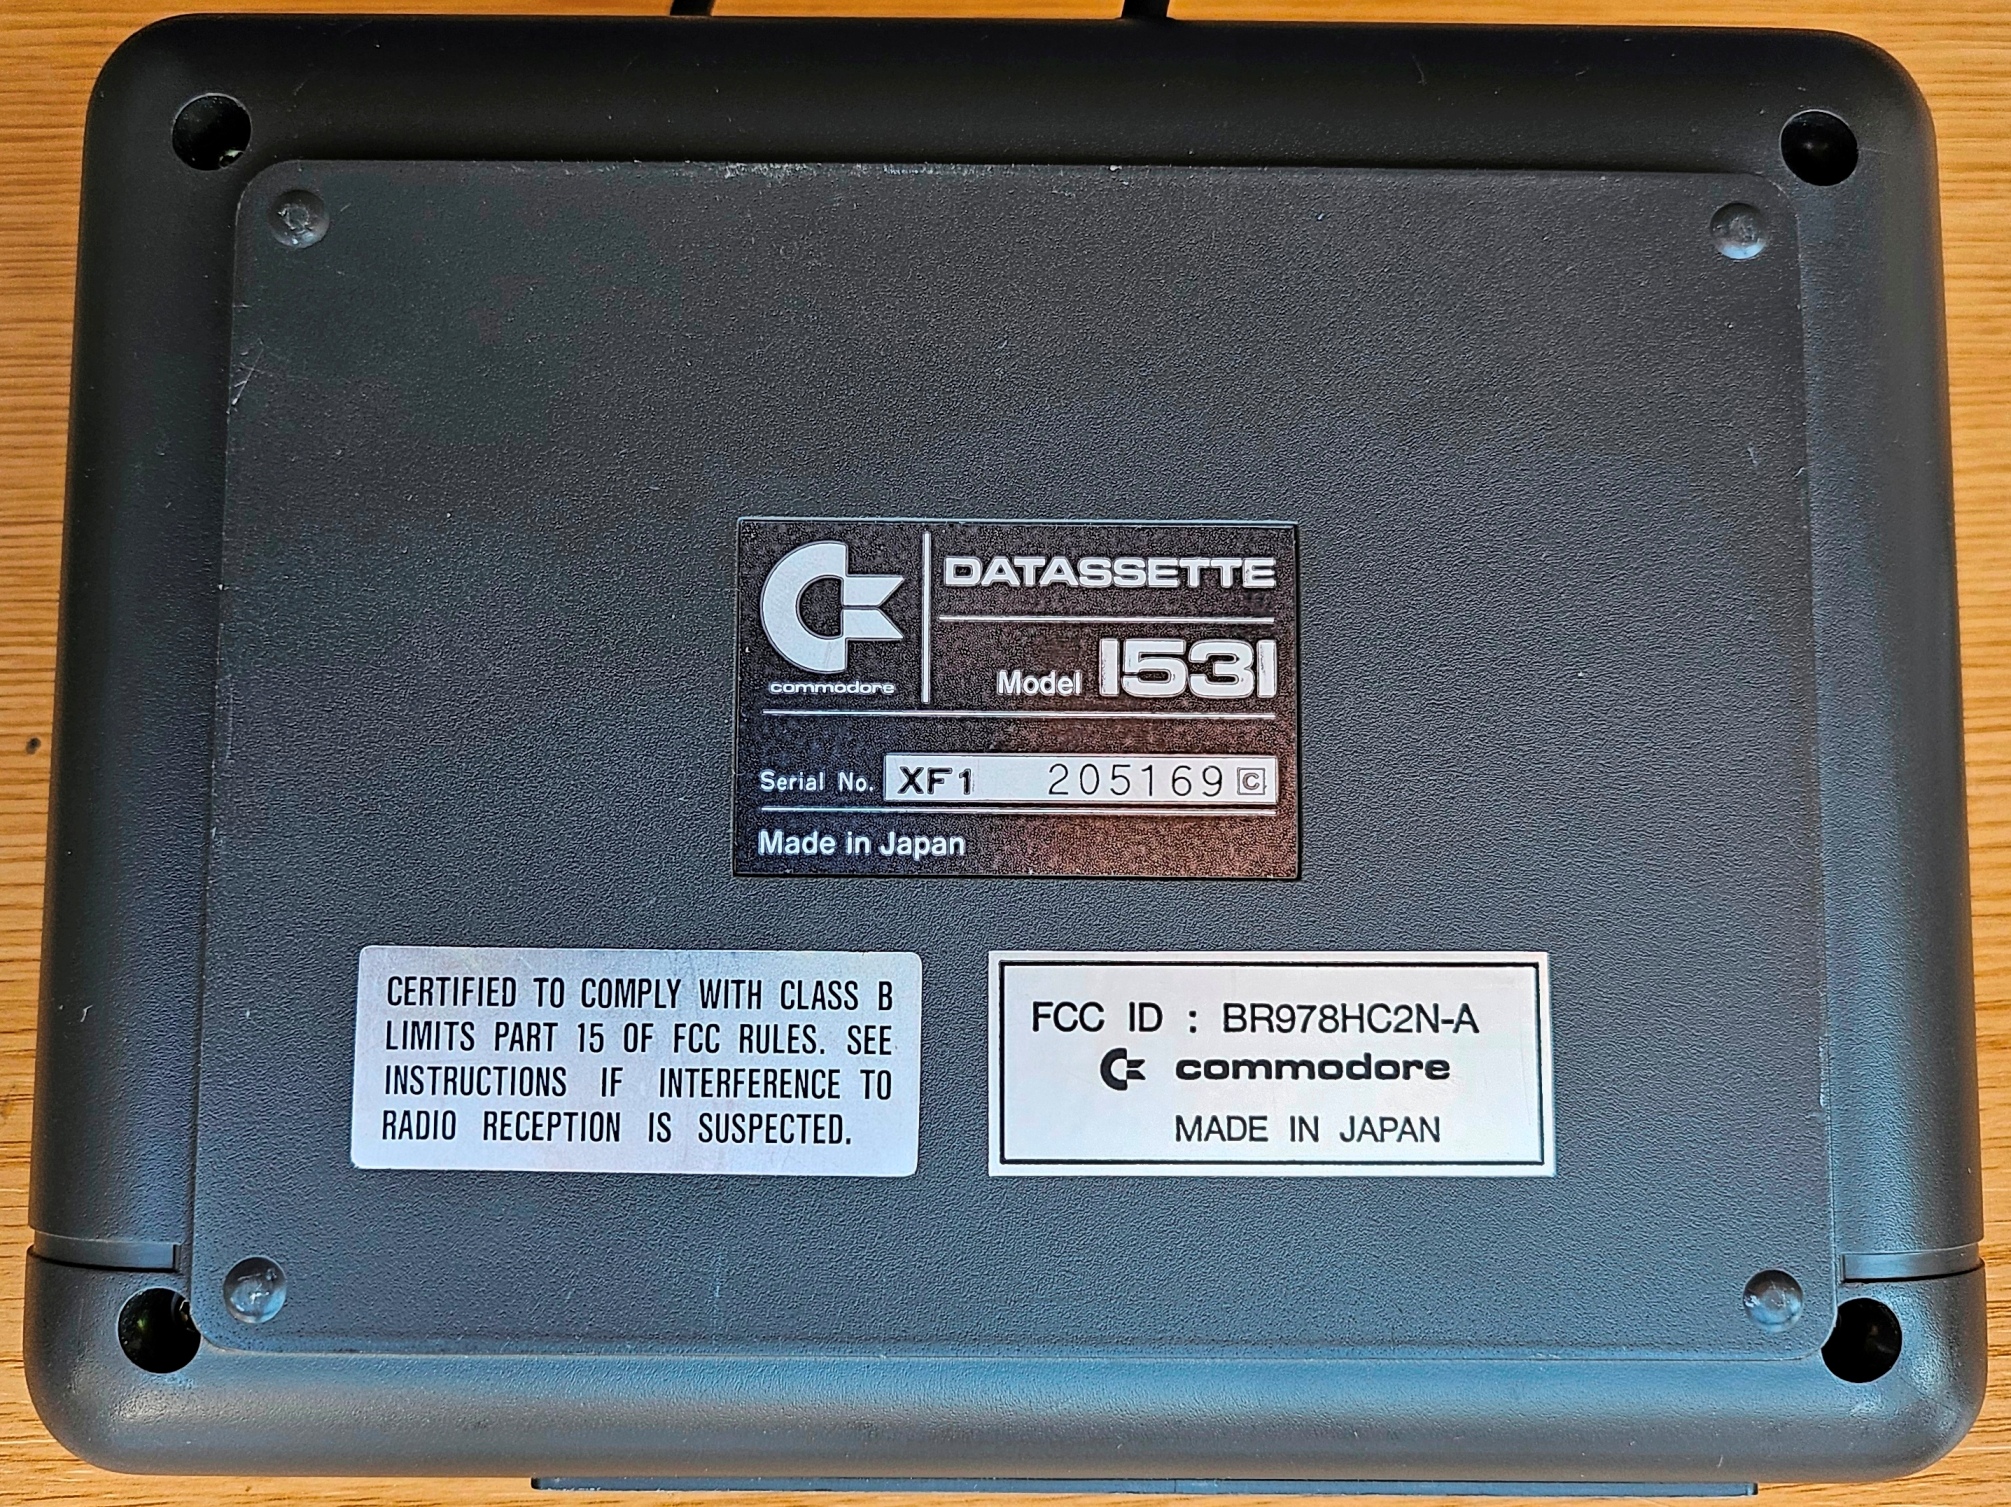 DATASSETTE
commodore
Model 1531
Serial No. XF1 205169 C
Made in Japan
CERTIFIED TO COMPLY WITH CLASS B
LIMITS PART 15 OF FCC RULES. SEE
INSTRUCTIONS IF INTERFERENCE TO
RADIO RECEPTION IS SUSPECTED.
FCC ID : BR978HC2N-A
commodore
MADE IN JAPAN